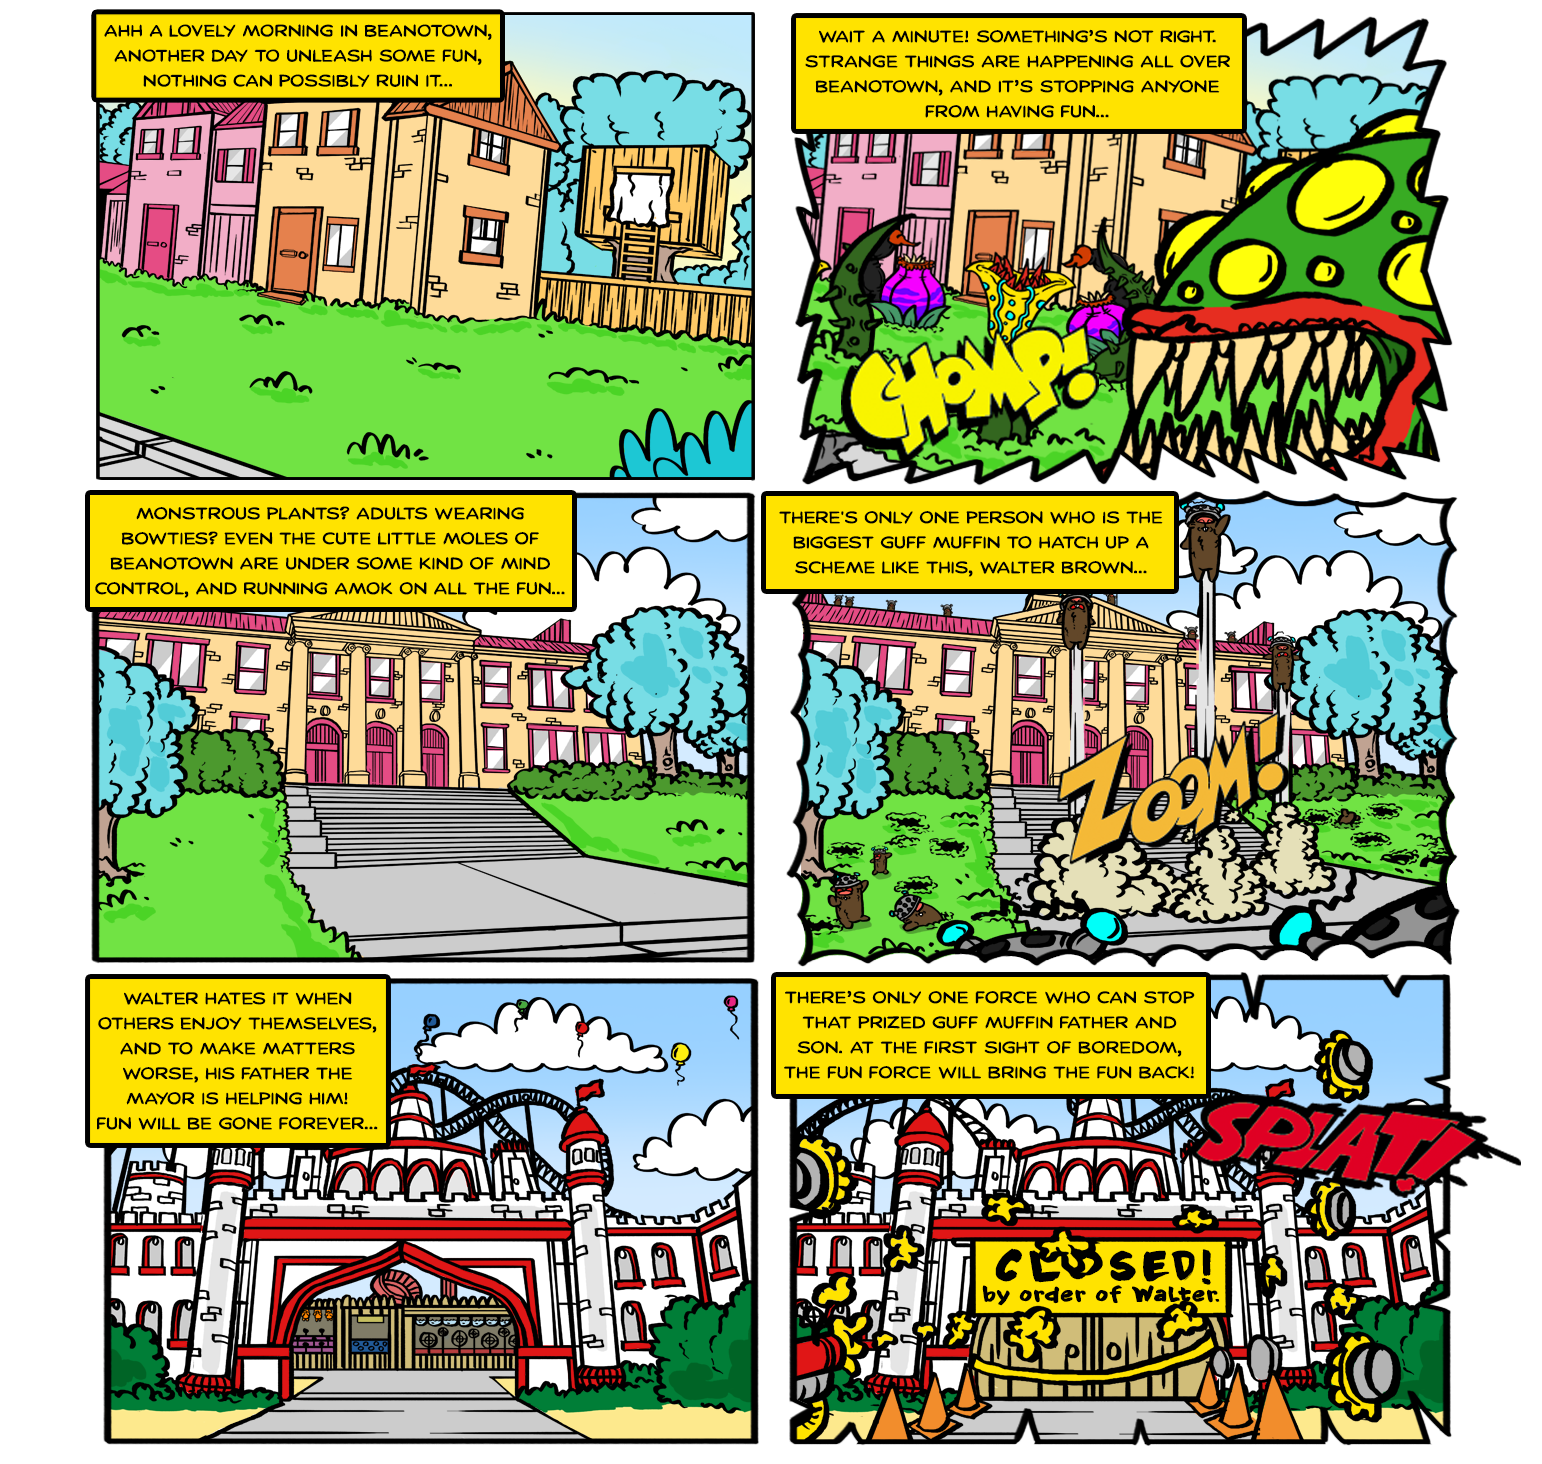 AHH A LOVELY MORNING IN BEANOTOWN,
ANOTHER DAY TO UNLEASH SOME FUN,
NOTHING CAN POSSIBLY RUIN IT...
WAIT A MINUTE! SOMETHING'S NOT RIGHT.
STRANGE THINGS ARE HAPPENING ALL OVER
BEANOTOWN, AND IT'S STOPPING ANYONE
FROM HAVING FUN...
CHOMP!
MONSTROUS PLANTS? ADULTS WEARING
BOWTIES? EVEN THE CUTE LITTLE MOLES OF
BEANOTOWN ARE UNDER SOME KIND OF MIND
CONTROL, AND RUNNING AMOK ON ALL THE FUN...
THERE'S ONLY ONE PERSON WHO IS THE
BIGGEST GUFF MUFFIN TO HATCH UP A
SCHEME LIKE THIS, WALTER BROWN...
ZOOM!
WALTER HATES IT WHEN
OTHERS ENJOY THEMSELVES,
AND TO MAKE MATTERS
WORSE, HIS FATHER THE
MAYOR IS HELPING HIM!
FUN WILL BE GONE FOREVER...
THERE'S ONLY ONE FORCE WHO CAN STOP
THAT PRIZED GUFF MUFFIN FATHER AND
SON. AT THE FIRST SIGHT OF BOREDOM,
THE FUN FORCE WILL BRING THE FUN BACK!
SPLAT!
CLOSED!
by order of Walter.